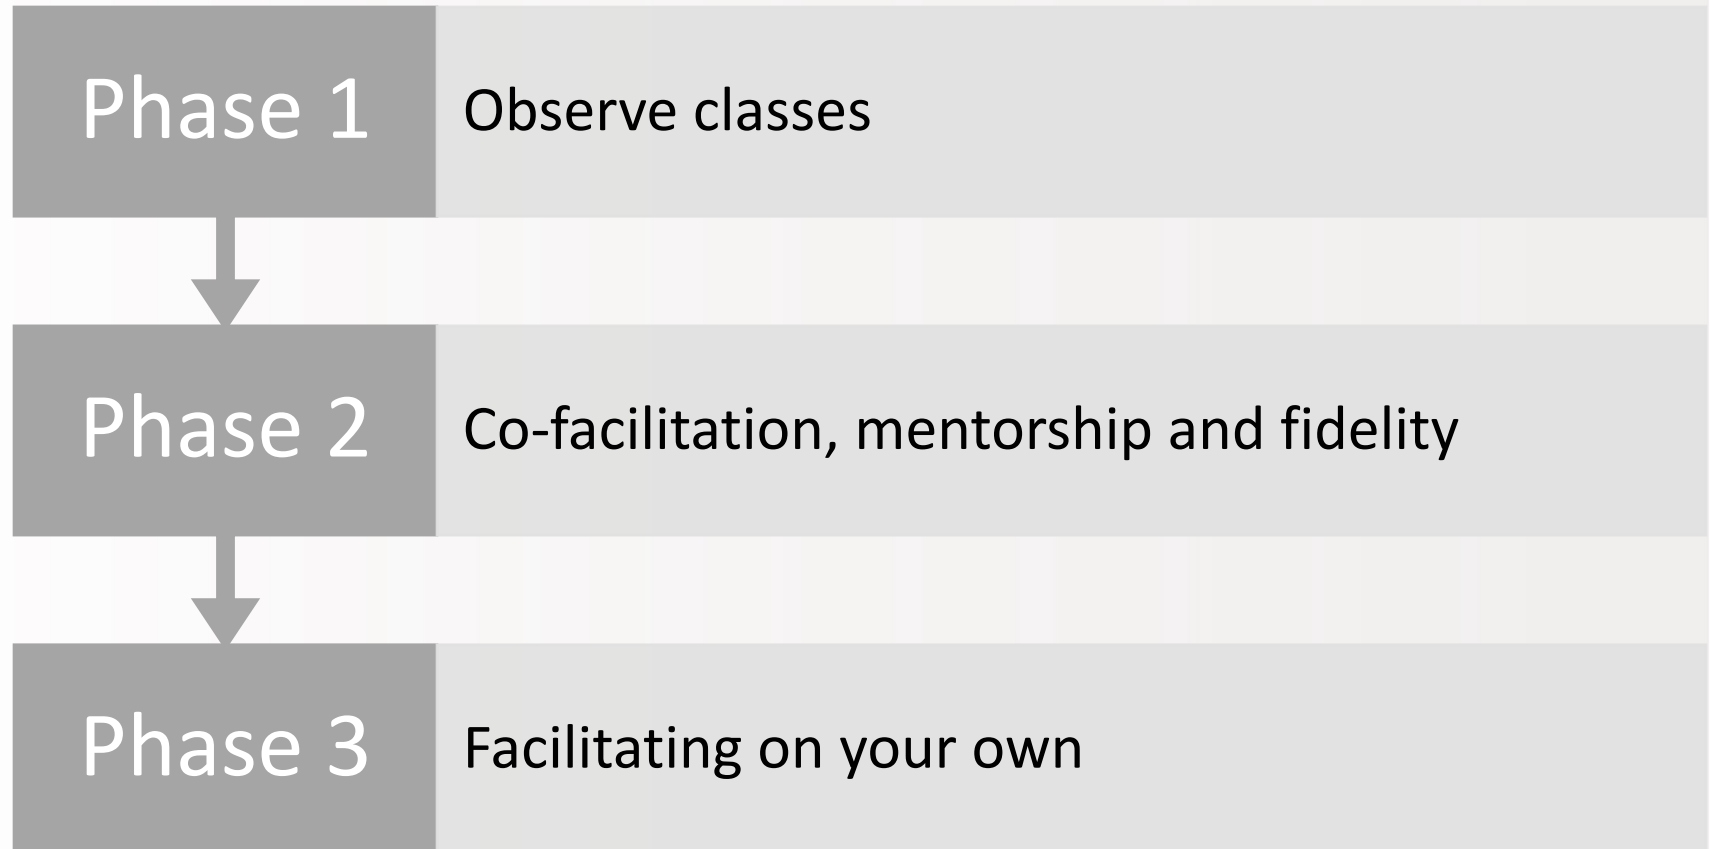 Phase 1
Observe classes
Phase 2
Co-facilitation, mentorship and fidelity
Phase 3
Facilitating on your own